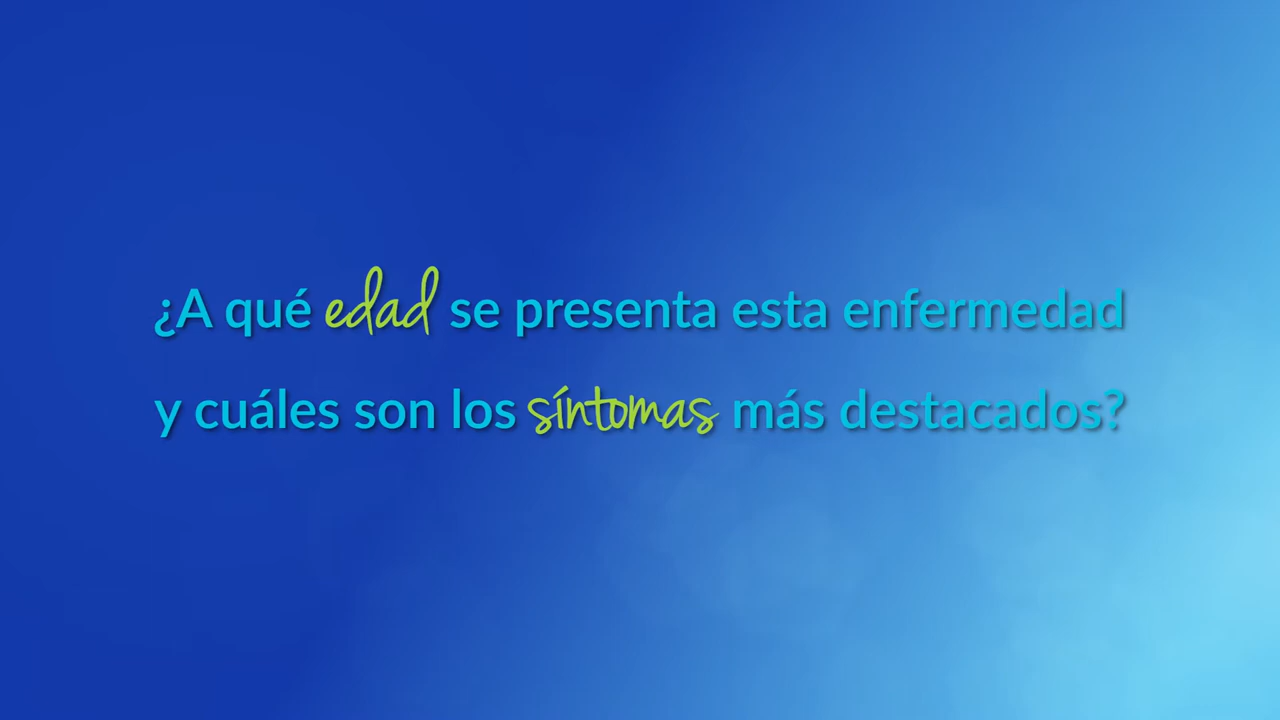 ¿A qué edad se presenta esta enfermedad
y cuáles son los síntomas más destacados?